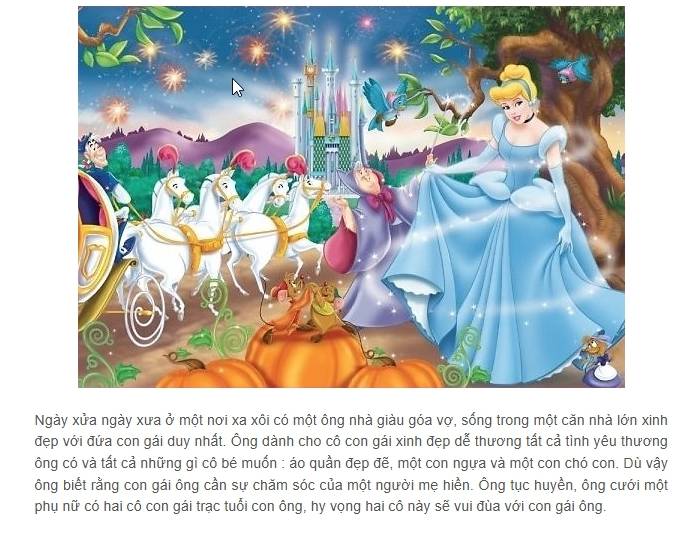 Ngày xửa ngày xưa ở một nơi xa xôi có một ông nhà giàu góa vợ, sống trong một căn nhà lớn xinh
đẹp với đứa con gái duy nhất. Ông dành cho cô con gái xinh đẹp dễ thương tất cả tình yêu thương
ông có và tất cả những gì cô bé muốn : áo quần đẹp đẽ, một con ngựa và một con chó con. Dù vậy
ông biết rằng con gái ông cần sự chăm sóc của một người mẹ hiền. Ông tục huyền, ông cưới một
phụ nữ có hai cô con gái trạc tuổi con ông, hy vọng hai cô này sẽ vui đùa với con gái ông.